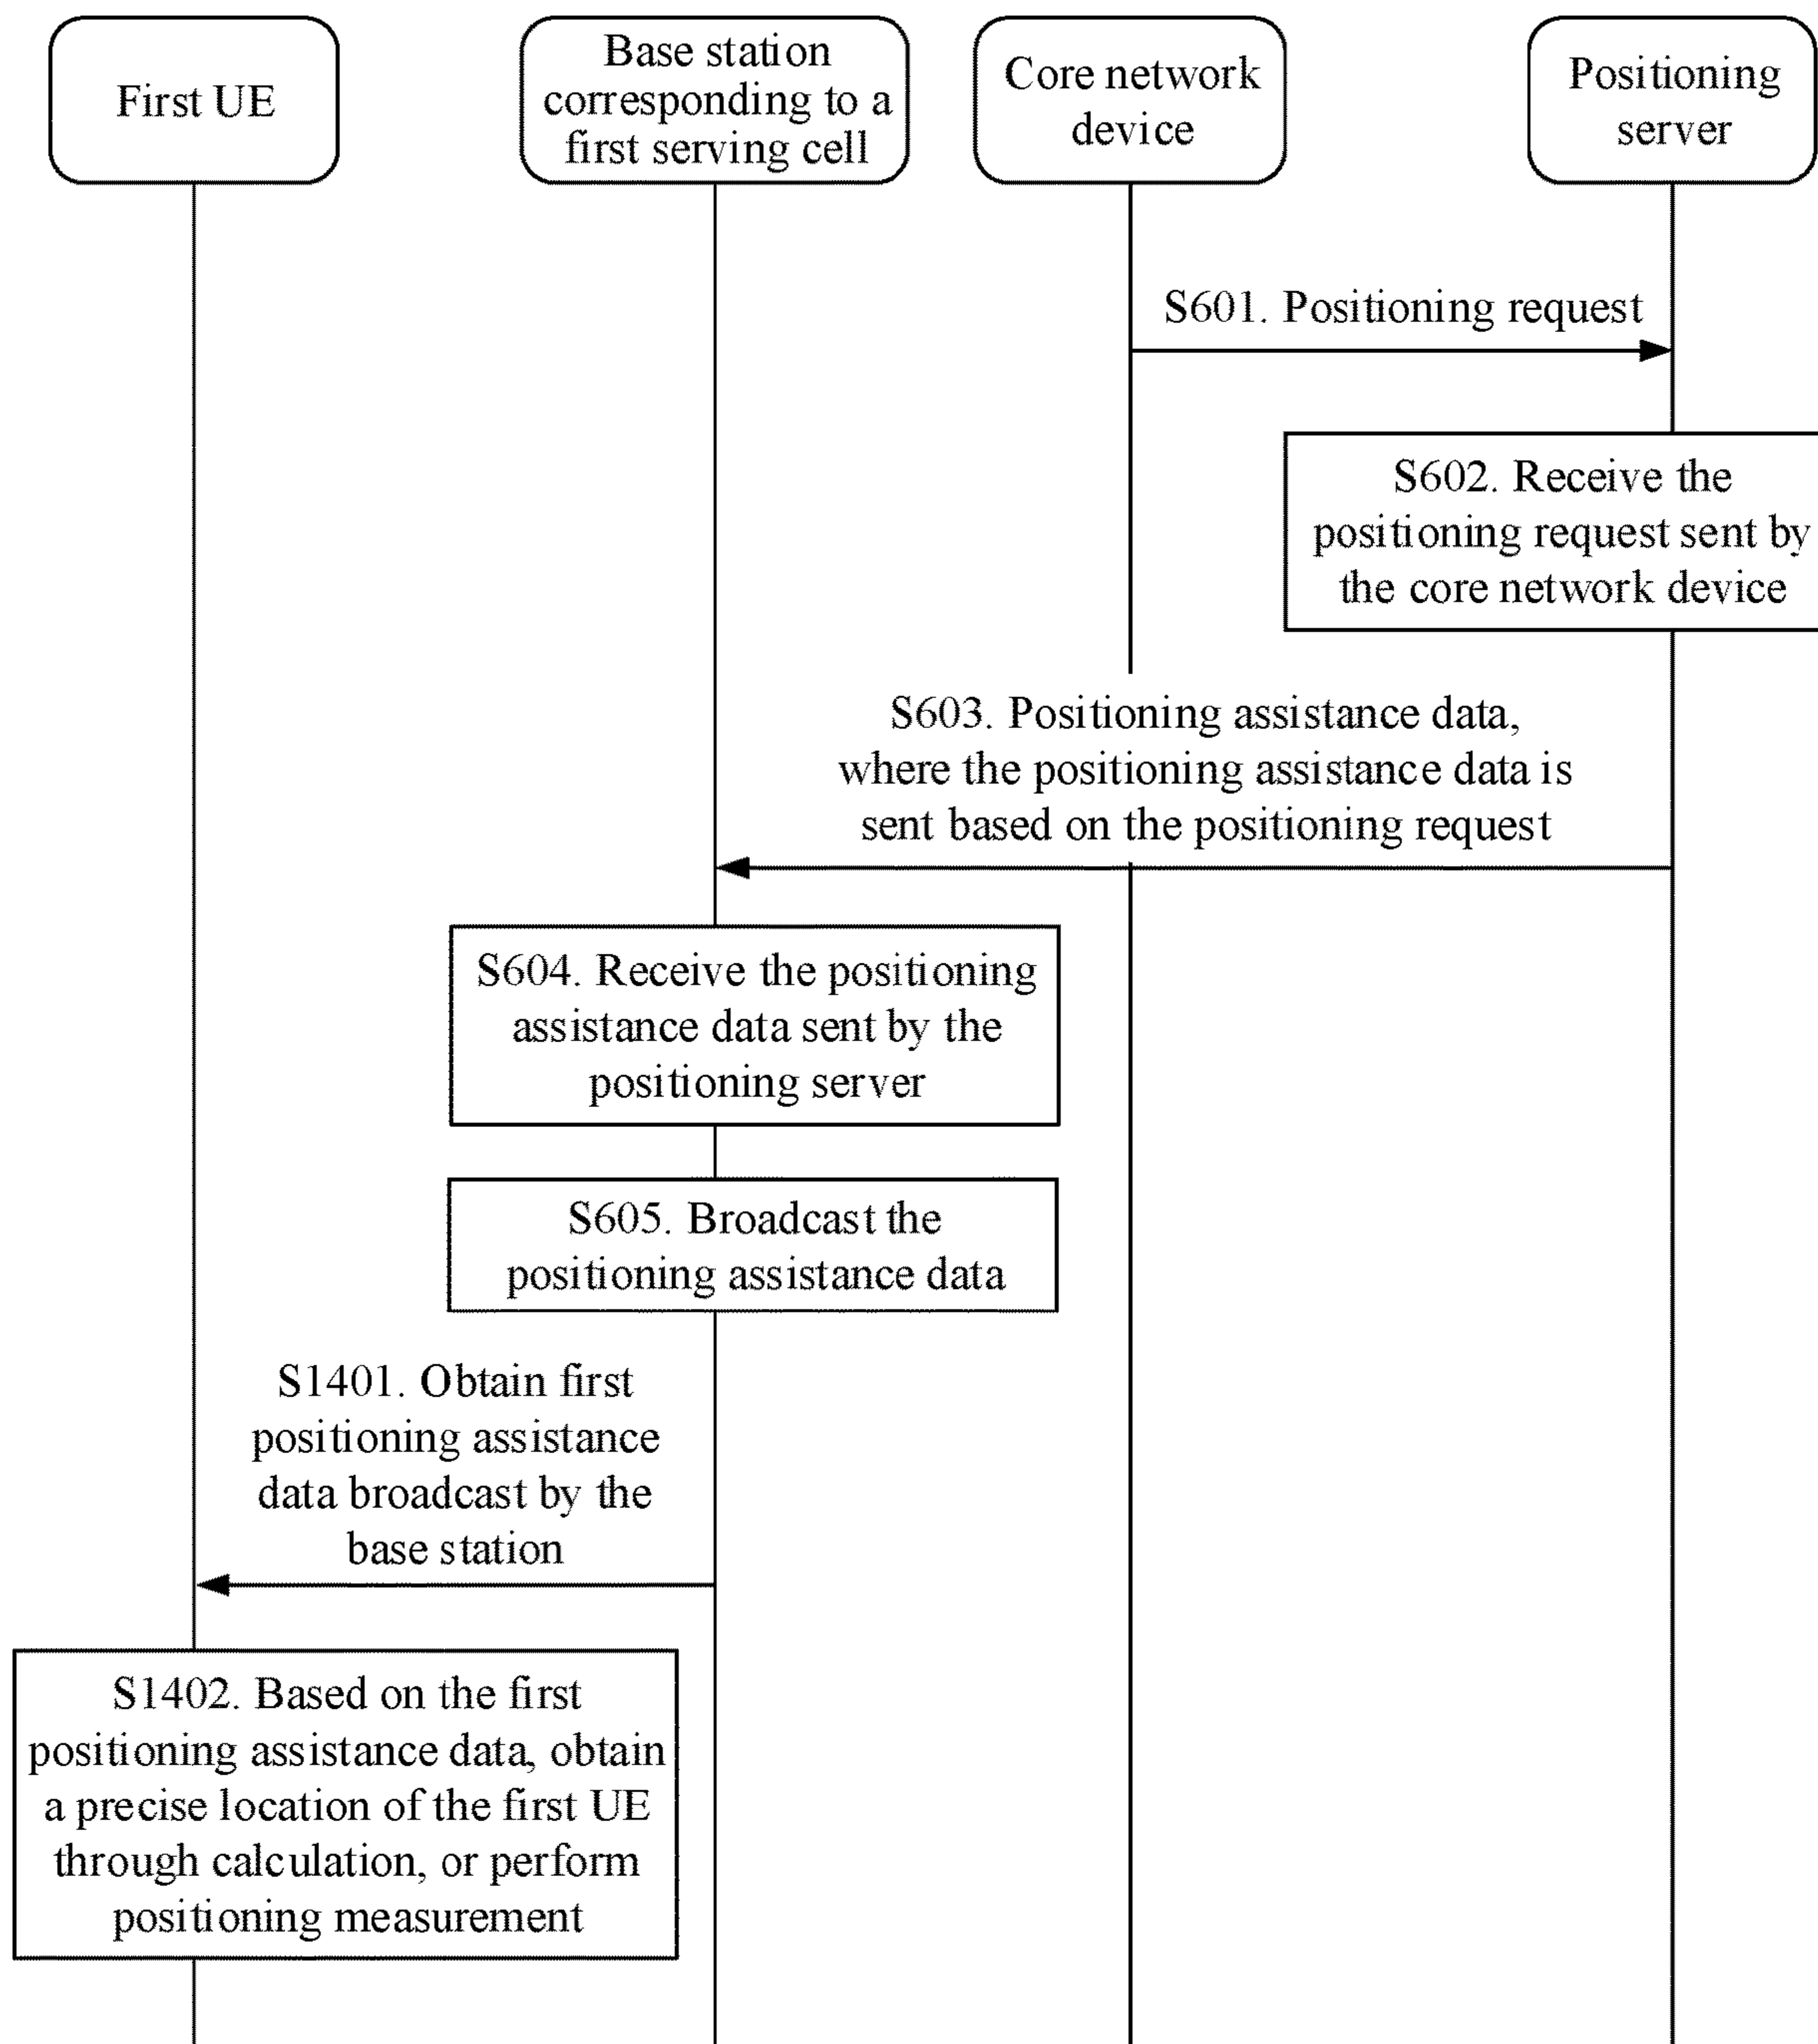 First UE
Base station
corresponding to a
first serving cell
Core network
device
Positioning
server
S601. Positioning request
S602. Receive the
positioning request sent by
the core network device
S603. Positioning assistance data,
where the positioning assistance data is
sent based on the positioning request
S604. Receive the positioning
assistance data sent by the
positioning server
S605. Broadcast the
positioning assistance data
S1401. Obtain first
positioning assistance
data broadcast by the
base station
S1402. Based on the first
positioning assistance data, obtain
a precise location of the first UE
through calculation, or perform
positioning measurement